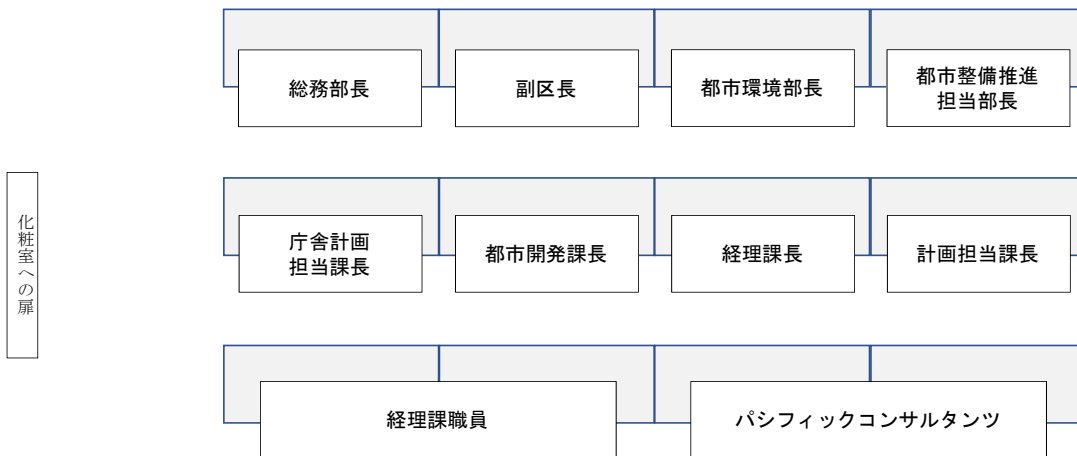 総務部長
副区長
都市環境部長
都市整備推進
担当部長
化粧室への扉
庁舎計画
担当課長
都市開発課長
経理課長
計画担当課長
経理課職員
パシフィックコンサルタンツ